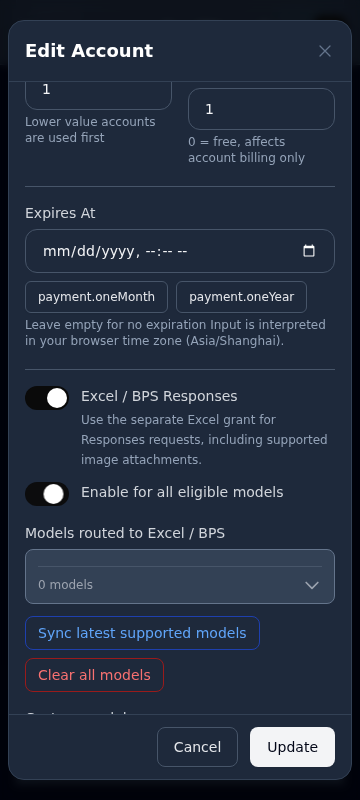 Edit Account
1
1
Lower value accounts
are used first
0 = free, affects
account billing only
Expires At
mm/dd/yyyy, --:-- --
payment.oneMonth
payment.oneYear
Leave empty for no expiration Input is interpreted
in your browser time zone (Asia/Shanghai).
Excel / BPS Responses
Use the separate Excel grant for
Responses requests, including supported
image attachments.
Enable for all eligible models
Models routed to Excel / BPS
0 models
Sync latest supported models
Clear all models
Cancel
Update